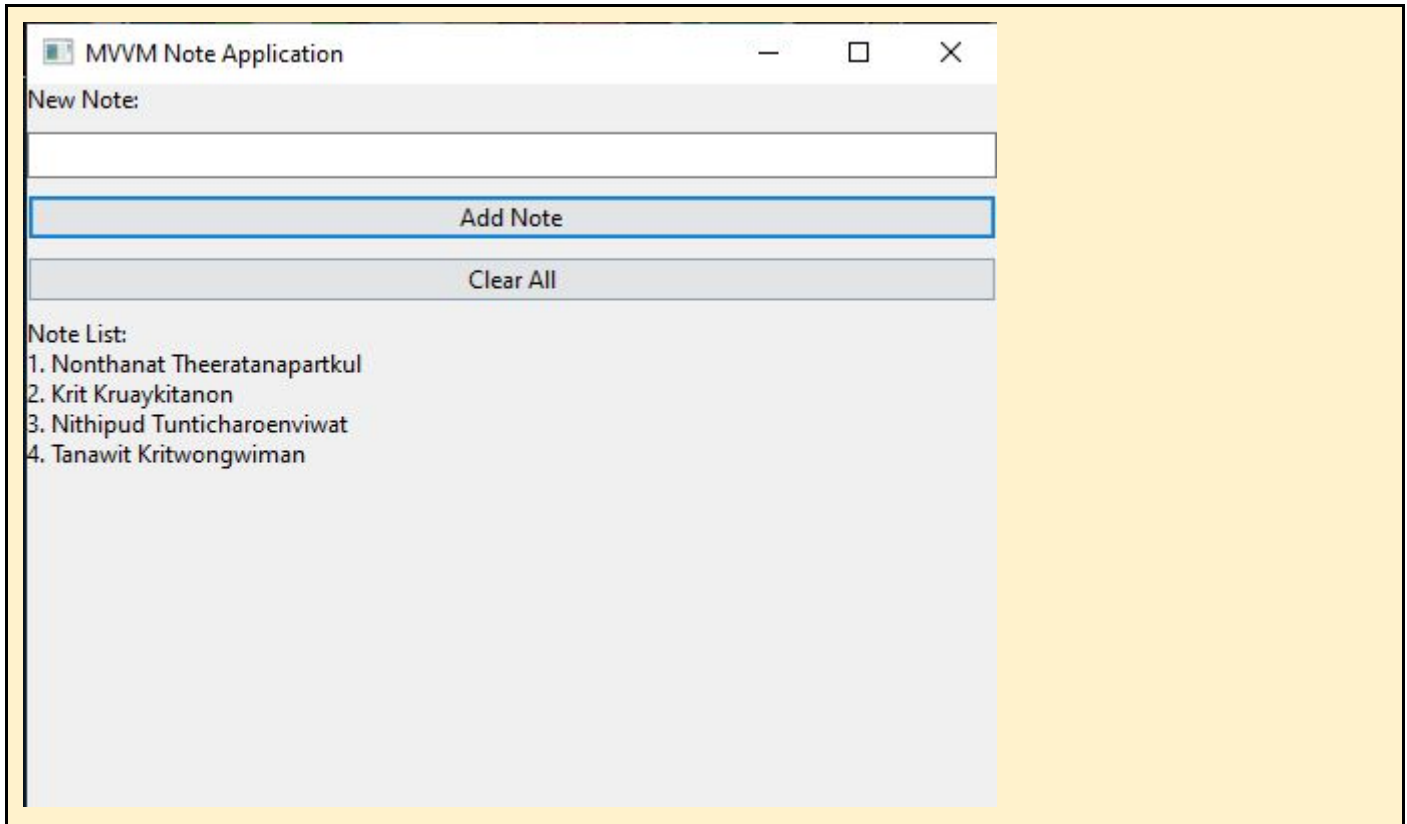 MVVM Note Application
New Note:
Add Note
Clear All
Note List:
1. Nonthanat Theeratanapartkul
2. Krit Kruaykitanon
3. Nithipud Tunticharoenviwat
4. Tanawit Kritwongwiman